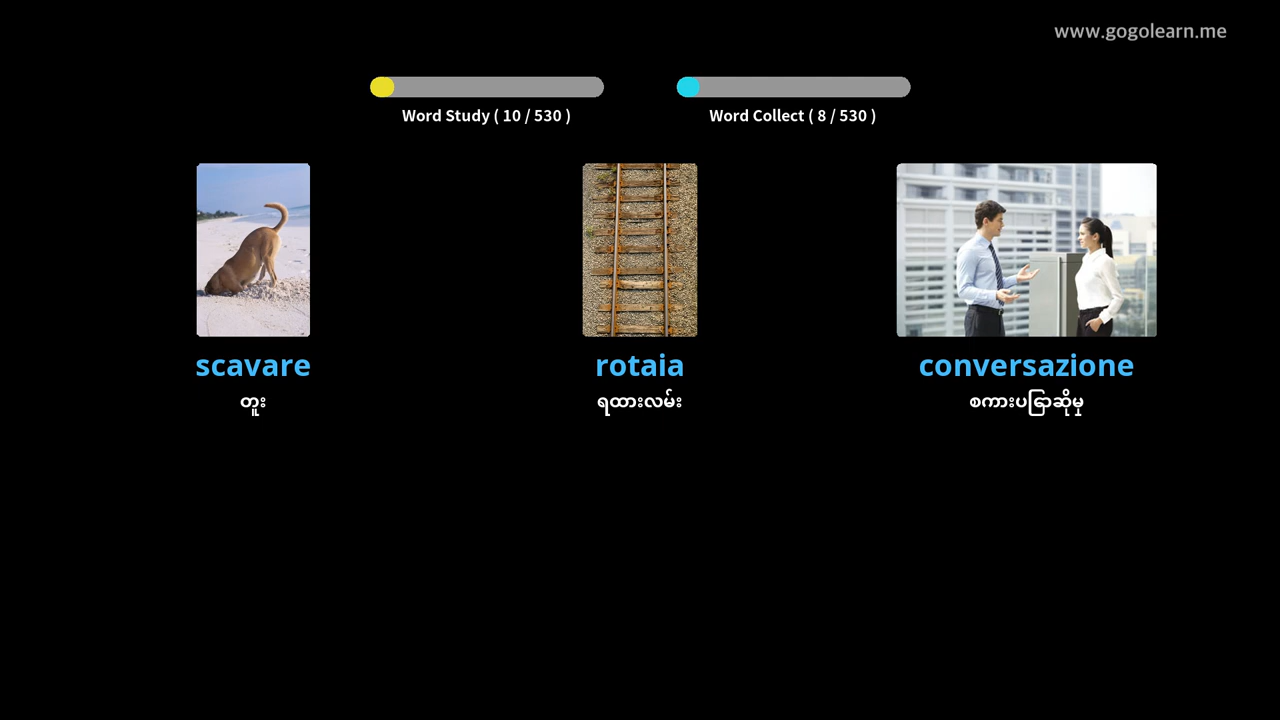 www.gogolearn.me
Word Study ( 10 / 530 )
Word Collect ( 8 / 530 )
scavare
တူး
rotaia
ရထားလမ်း
conversazione
စကားပြောဆိုမှု